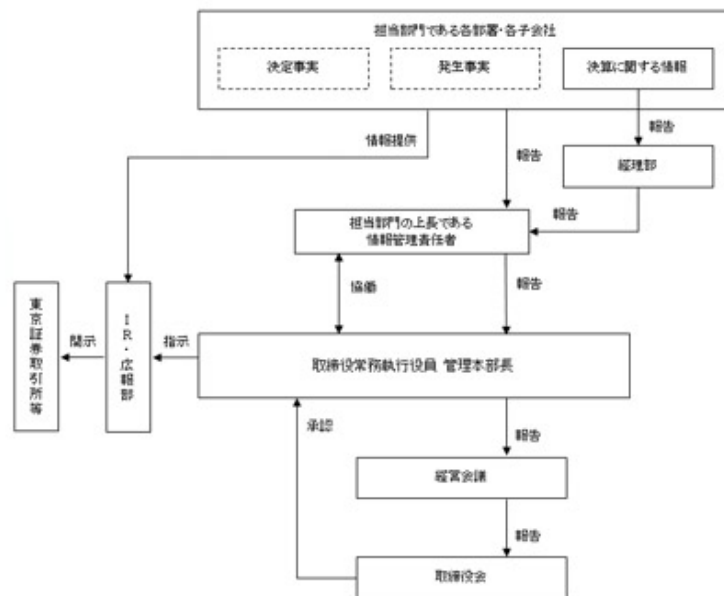 担当部門である各部署・各子会社
決定事実
発生事実
決算に関する情報
情報提供
報告
報告
経理部
報告
担当部門の上長である
情報管理責任者
協働
報告
東京証券取引所等
開示
IR・広報部
指示
取締役常務執行役員 管理本部長
承認
報告
経営会議
報告
取締役会